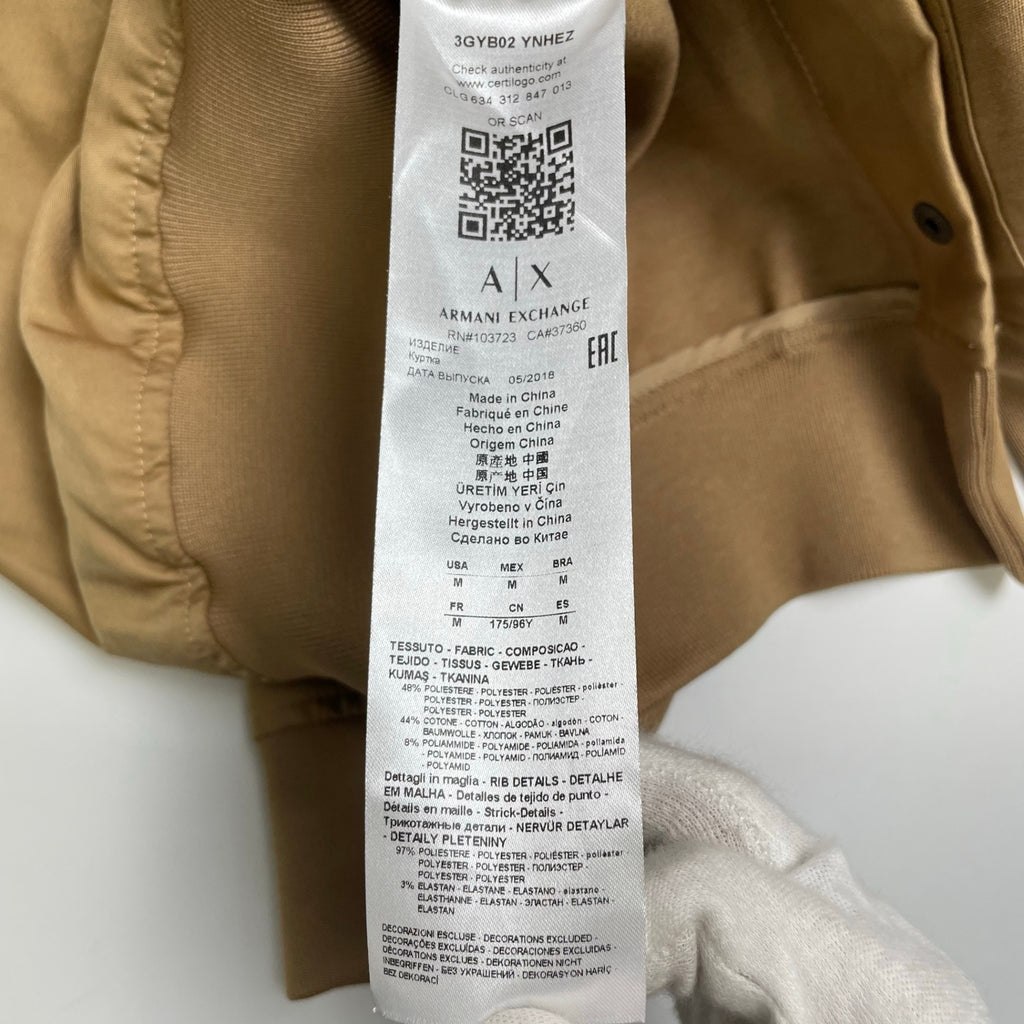 3GYB02 YNHEZ
Check authenticity at
www.certilogo.com
CLG 634 312 847 013
OR SCAN
A|X
ARMANI EXCHANGE
RN#103723 CA#37360
ИЗДЕЛИЕ
Куртка
EAC
ДАТА ВЫПУСКА 05/2018
Made in China
Fabriqué en Chine
Hecho en China
Origem China
原産地 中國
原产地 中国
ÜRETİM YERİ Çin
Vyrobeno v Čína
Hergestellt in China
Сделано во Китае
USA MEX BRA
M M M
FR CN ES
M 175/96Y M
TESSUTO - FABRIC - COMPOSICAO -
TEJIDO - TISSUS - GEWEBE - ТКАНЬ -
KUMAŞ - TKANINA
48% POLIESTERE - POLYESTER - POLIÉSTER - poliéster -
POLYESTER - POLYESTER - ПОЛИЭСТЕР -
POLYESTER - POLYESTER
44% COTONE - COTTON - ALGODÃO - algodón - COTON -
BAUMWOLLE - ХЛОПОК - PAMUK - BAVLNA
8% POLIAMMIDE - POLYAMIDE - POLIAMIDA - poliamida
- POLYAMIDE - POLYAMID - ПОЛИАМИД - POLİAMİD
- POLYAMID
Dettagli in maglia - RIB DETAILS - DETALHE
EM MALHA - Detalles de tejido de punto -
Détails en maille - Strick-Details -
Трикотажные детали - NERVÜR DETAYLAR
- DETAILY PLETENINY
97% POLIESTERE - POLYESTER - POLIÉSTER - poliéster -
POLYESTER - POLYESTER - ПОЛИЭСТЕР -
POLYESTER - POLYESTER
3% ELASTAN - ELASTANE - ELASTANO - elastano -
ELASTHANNE - ELASTAN - ЭЛАСТАН - ELASTAN -
ELASTAN
DECORAZIONI ESCLUSE - DECORATIONS EXCLUDED -
DECORAÇÕES EXCLUÍDAS - DECORACIONES EXCLUIDAS -
DÉCORATIONS EXCLUES - DEKORATIONEN NICHT
INBEGRIFFEN - БЕЗ УКРАШЕНИЙ - DEKORASYON HARİÇ -
BEZ DEKORACÍ